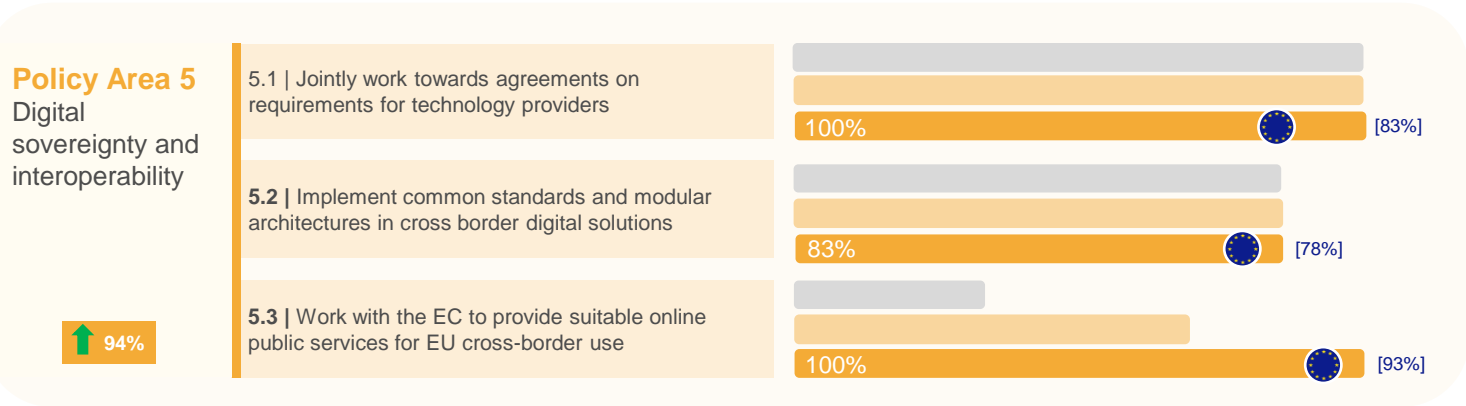 Policy Area 5
Digital
sovereignty and
interoperability
94%
5.1 | Jointly work towards agreements on
requirements for technology providers
100%
[83%]
5.2 | Implement common standards and modular
architectures in cross border digital solutions
83%
[78%]
5.3 | Work with the EC to provide suitable online
public services for EU cross-border use
100%
[93%]